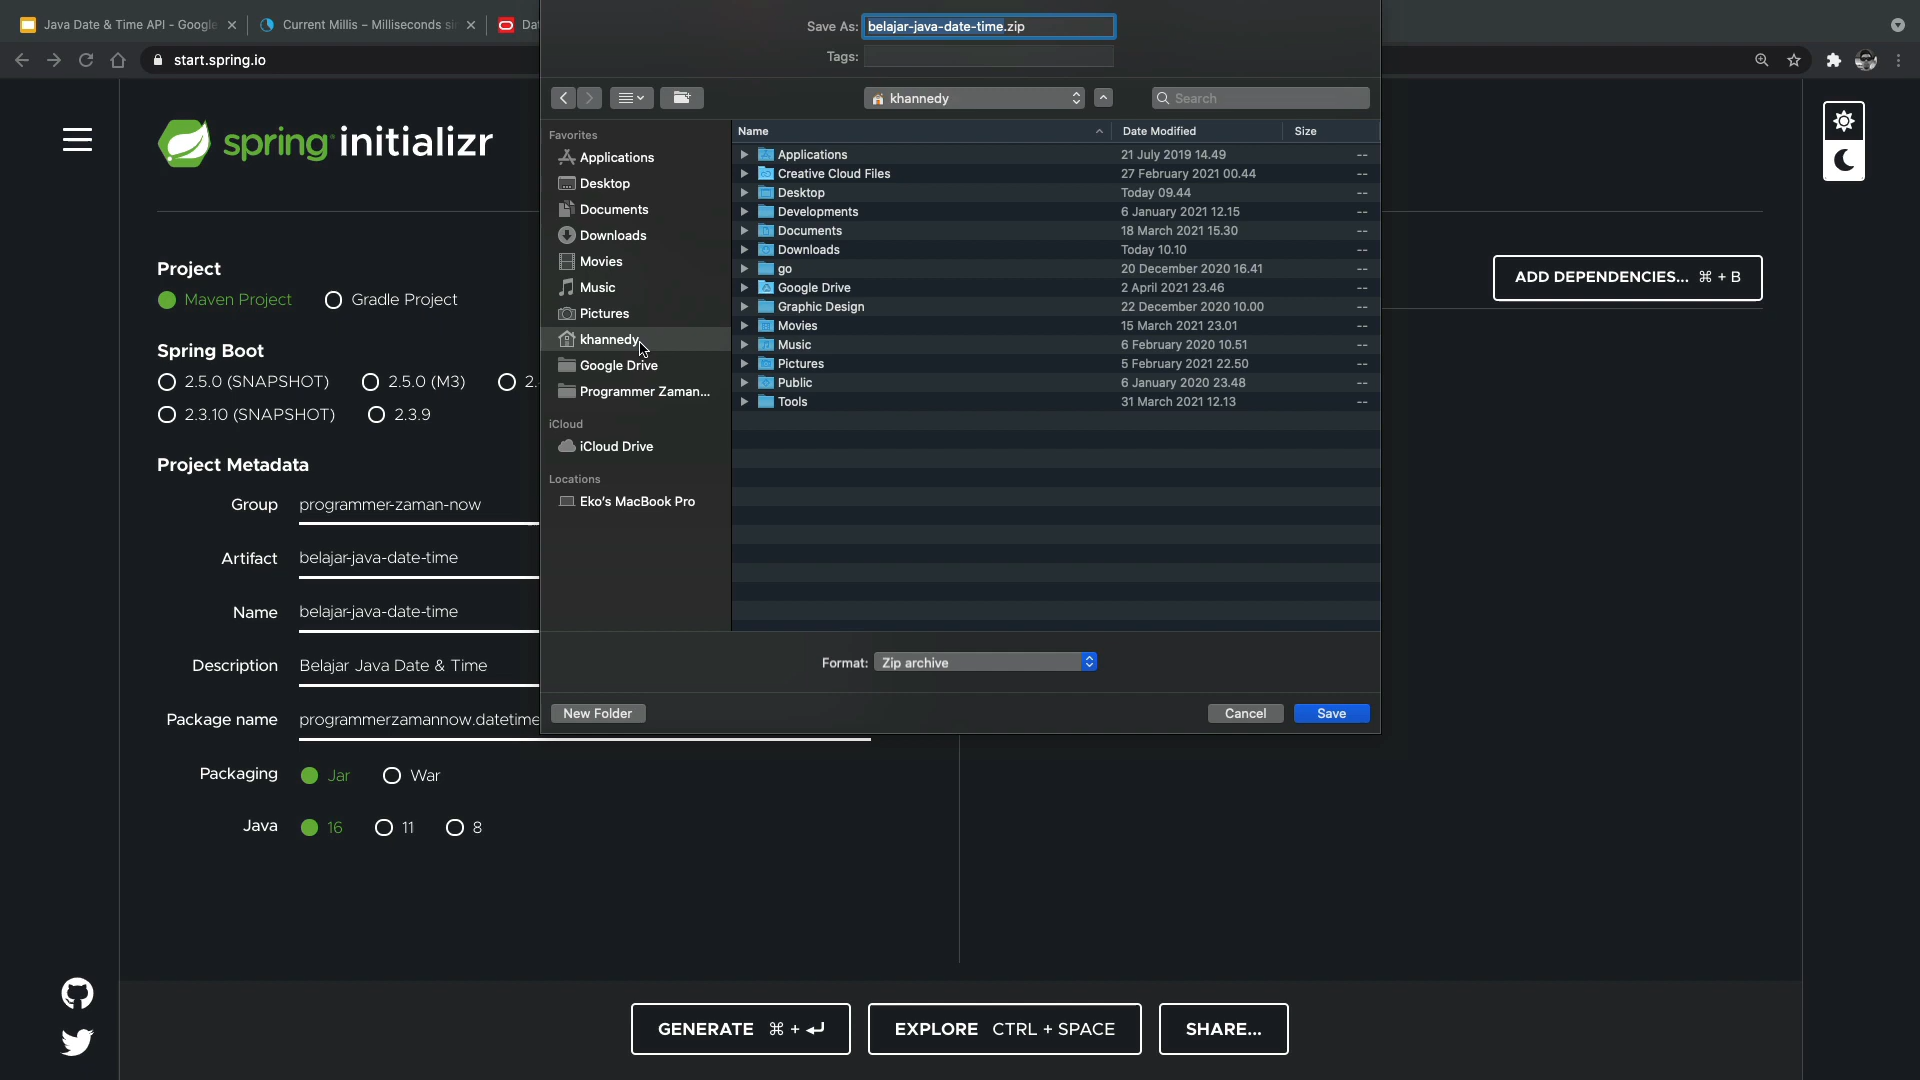 Java Date & Time API - Google
Current Millis – Milliseconds sin
Dat
start.spring.io
Save As: belajar-java-date-time.zip
Tags:
khannedy
Search
Favorites
Applications
Desktop
Documents
Downloads
Movies
Music
Pictures
khannedy
Google Drive
Programmer Zaman...
iCloud
iCloud Drive
Locations
Eko's MacBook Pro
Name Date Modified Size
Applications 21 July 2019 14.49 --
Creative Cloud Files 27 February 2021 00.44 --
Desktop Today 09.44 --
Developments 6 January 2021 12.15 --
Documents 18 March 2021 15.30 --
Downloads Today 10.10 --
go 20 December 2020 16.41 --
Google Drive 2 April 2021 23.46 --
Graphic Design 22 December 2020 10.00 --
Movies 15 March 2021 23.01 --
Music 6 February 2020 10.51 --
Pictures 5 February 2021 22.50 --
Public 6 January 2020 23.48 --
Tools 31 March 2021 12.13 --
Format: Zip archive
New Folder Cancel Save
spring initializr
Project
Maven Project Gradle Project
Spring Boot
2.5.0 (SNAPSHOT) 2.5.0 (M3) 2.
2.3.10 (SNAPSHOT) 2.3.9
Project Metadata
Group programmer-zaman-now
Artifact belajar-java-date-time
Name belajar-java-date-time
Description Belajar Java Date & Time
Package name programmerzamannow.datetime
Packaging Jar War
Java 16 11 8
ADD DEPENDENCIES... ⌘ + B
GENERATE ⌘ + ↵
EXPLORE CTRL + SPACE
SHARE...